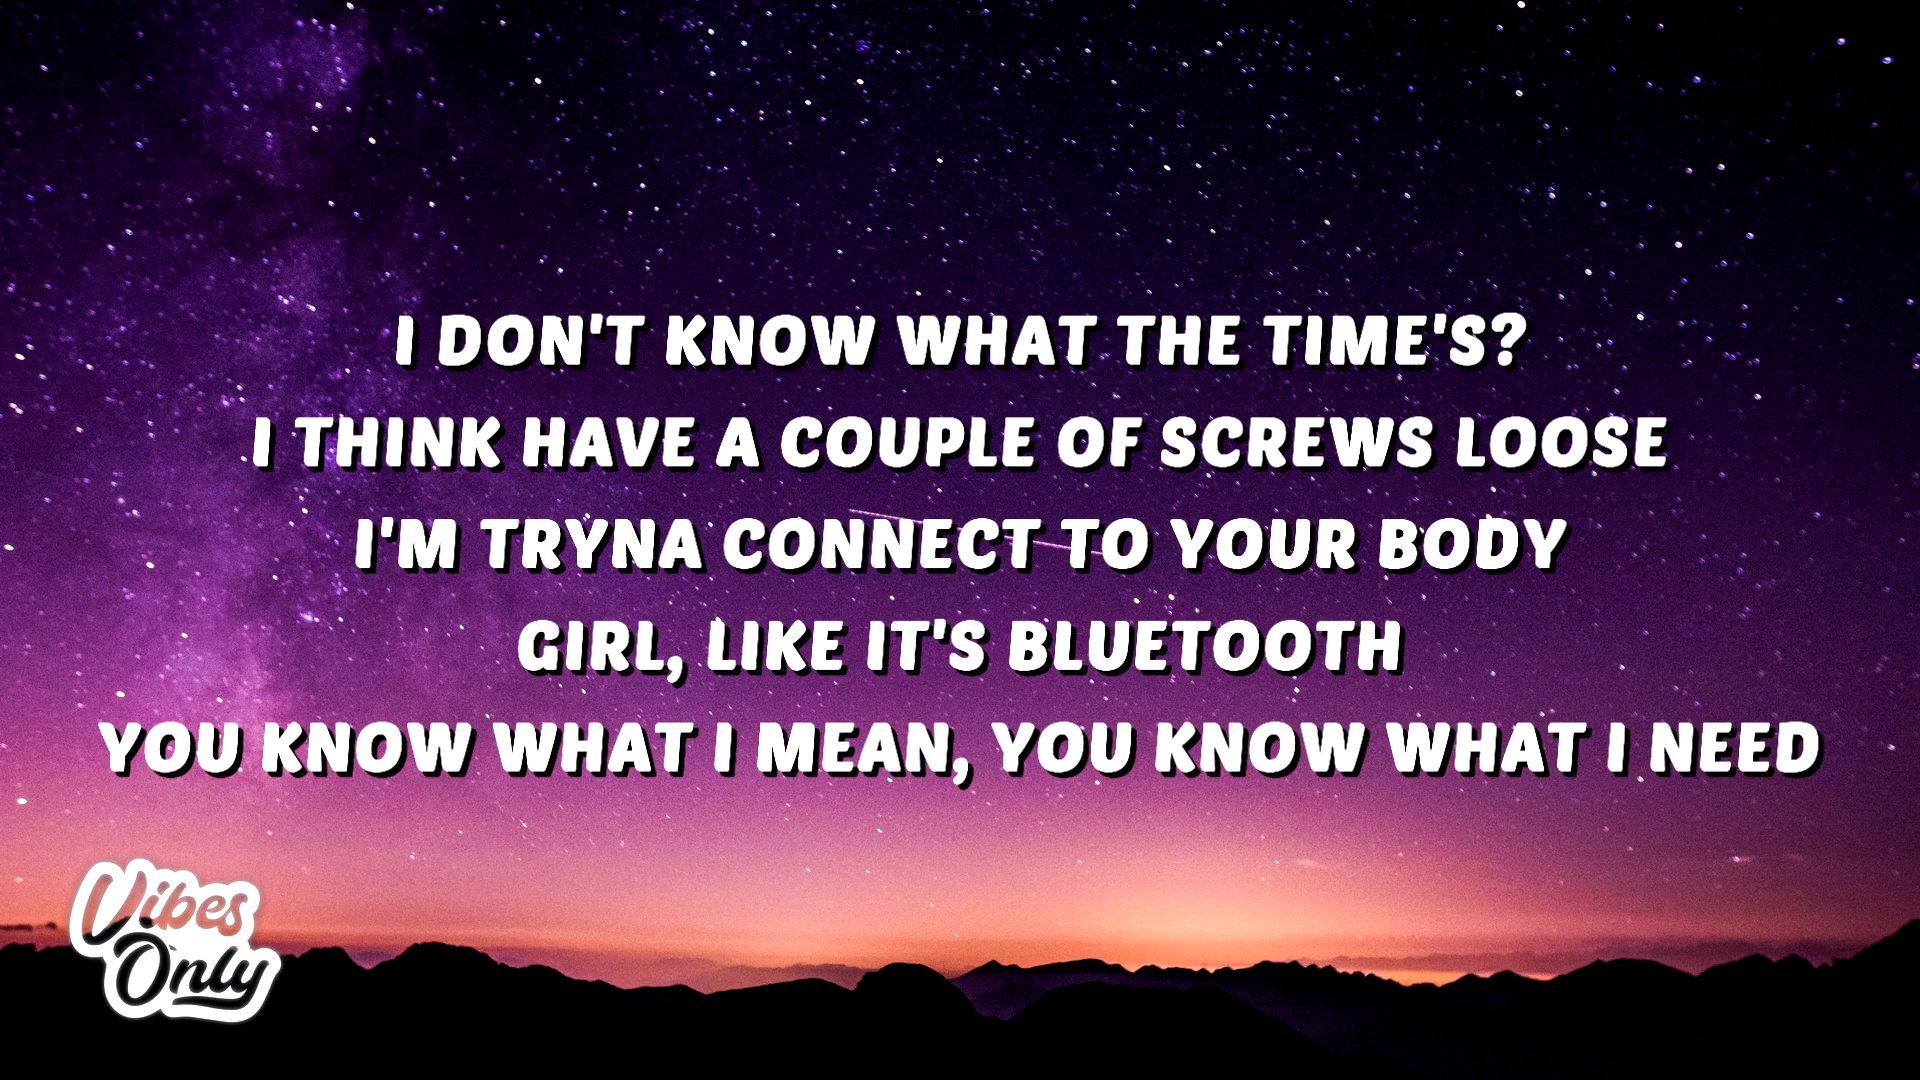 I DON'T KNOW WHAT THE TIME'S?
I THINK HAVE A COUPLE OF SCREWS LOOSE
I'M TRYNA CONNECT TO YOUR BODY
GIRL, LIKE IT'S BLUETOOTH
YOU KNOW WHAT I MEAN, YOU KNOW WHAT I NEED
Vibes
Only